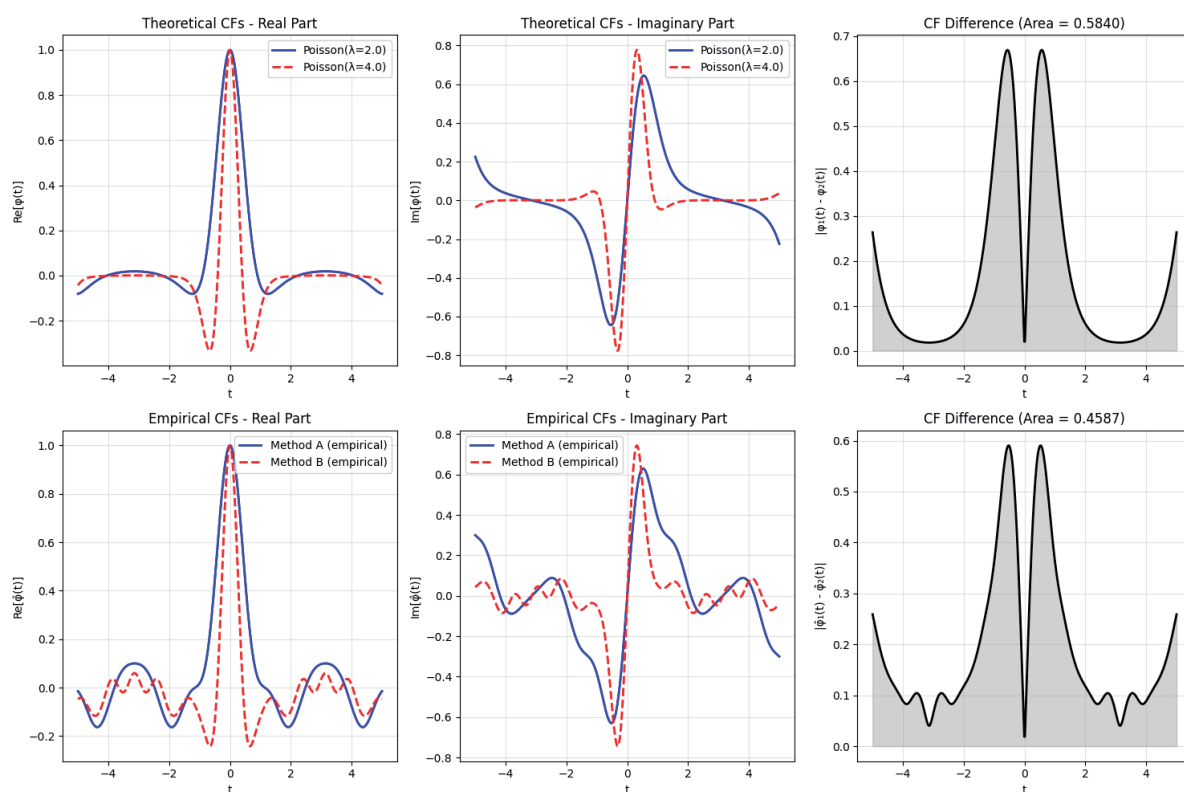 Theoretical CFs - Real Part
Re[φ(t)]
1.0
0.8
0.6
0.4
0.2
0.0
−0.2
−4 −2 0 2 4
t
Poisson(λ=2.0)
Poisson(λ=4.0)
Theoretical CFs - Imaginary Part
Im[φ(t)]
0.8
0.6
0.4
0.2
0.0
−0.2
−0.4
−0.6
−0.8
−4 −2 0 2 4
t
Poisson(λ=2.0)
Poisson(λ=4.0)
CF Difference (Area = 0.5840)
|φ₁(t) - φ₂(t)|
0.7
0.6
0.5
0.4
0.3
0.2
0.1
0.0
−4 −2 0 2 4
t
Empirical CFs - Real Part
Re[φ̂(t)]
1.0
0.8
0.6
0.4
0.2
0.0
−0.2
−4 −2 0 2 4
t
Method A (empirical)
Method B (empirical)
Empirical CFs - Imaginary Part
Im[φ̂(t)]
0.8
0.6
0.4
0.2
0.0
−0.2
−0.4
−0.6
−0.8
−4 −2 0 2 4
t
Method A (empirical)
Method B (empirical)
CF Difference (Area = 0.4587)
|φ̂₁(t) - φ̂₂(t)|
0.6
0.5
0.4
0.3
0.2
0.1
0.0
−4 −2 0 2 4
t